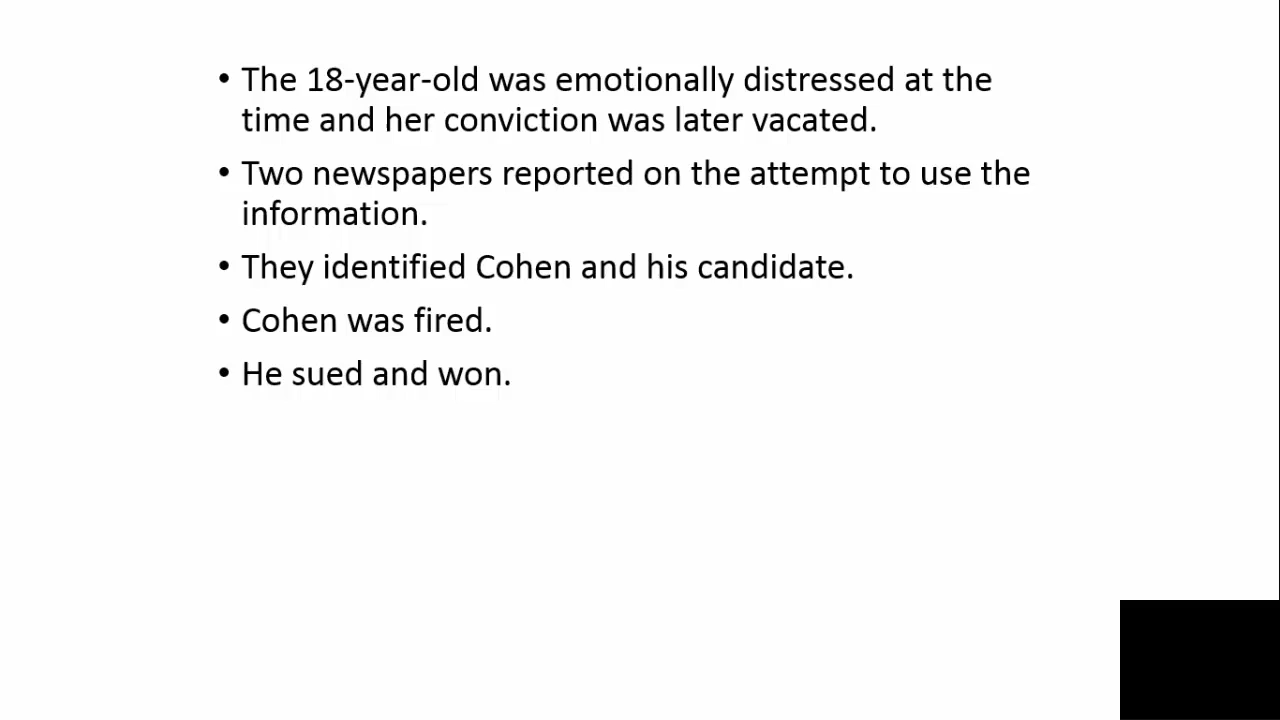 • The 18-year-old was emotionally distressed at the
time and her conviction was later vacated.
• Two newspapers reported on the attempt to use the
information.
• They identified Cohen and his candidate.
• Cohen was fired.
• He sued and won.